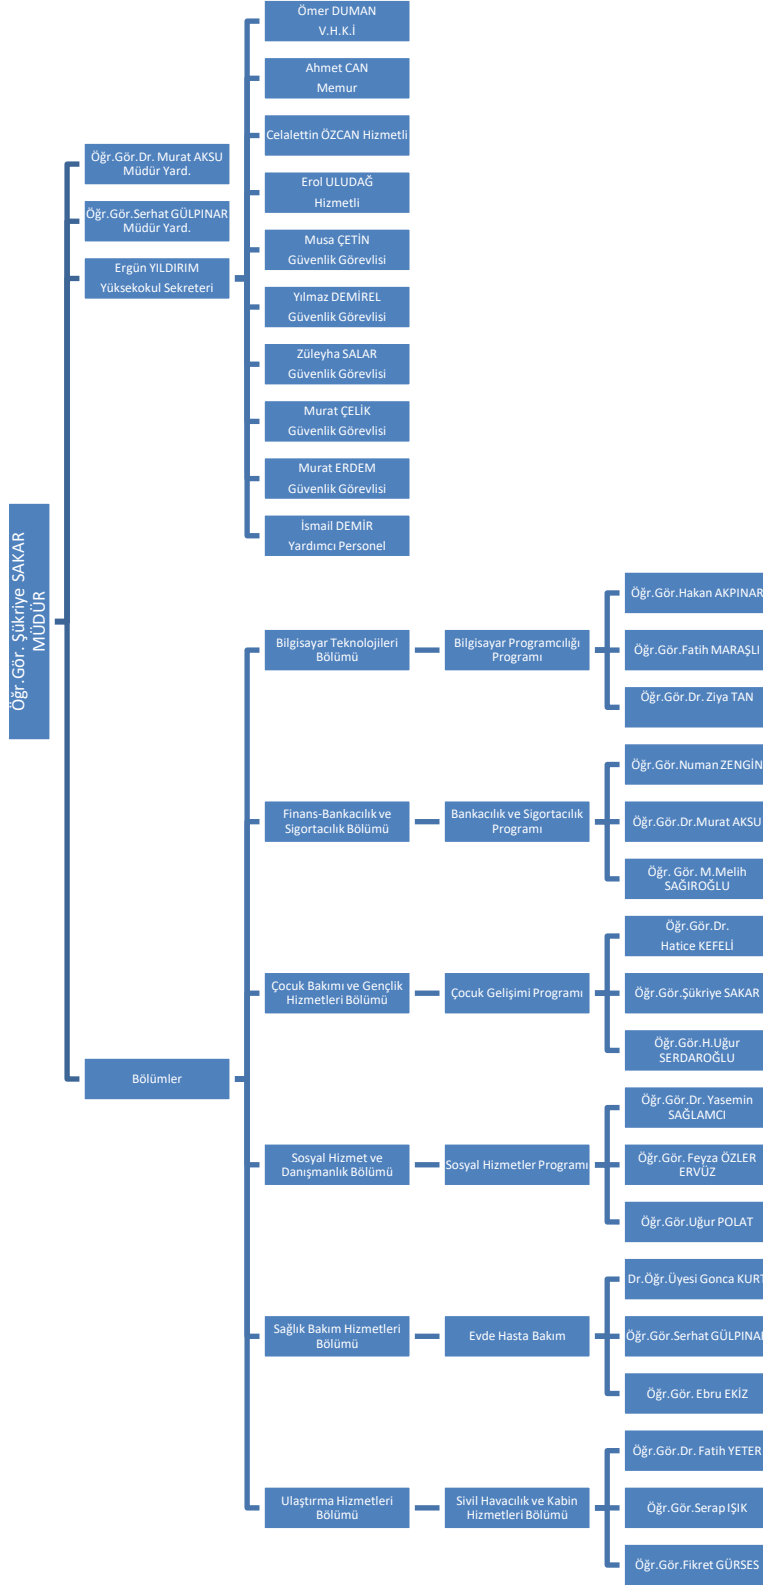 Öğr.Gör. Şükriye SAKAR
MÜDÜR
Öğr.Gör.Dr. Murat AKSU
Müdür Yard.
Öğr.Gör.Serhat GÜLPINAR
Müdür Yard.
Ergün YILDIRIM
Yüksekokul Sekreteri
Ömer DUMAN
V.H.K.İ
Ahmet CAN
Memur
Celalettin ÖZCAN Hizmetli
Erol ULUDAĞ
Hizmetli
Musa ÇETİN
Güvenlik Görevlisi
Yılmaz DEMİREL
Güvenlik Görevlisi
Züleyha SALAR
Güvenlik Görevlisi
Murat ÇELİK
Güvenlik Görevlisi
Murat ERDEM
Güvenlik Görevlisi
İsmail DEMİR
Yardımcı Personel
Bölümler
Bilgisayar Teknolojileri
Bölümü
Bilgisayar Programcılığı
Programı
Öğr.Gör.Hakan AKPINAR
Öğr.Gör.Fatih MARAŞLI
Öğr.Gör.Dr. Ziya TAN
Finans-Bankacılık ve
Sigortacılık Bölümü
Bankacılık ve Sigortacılık
Programı
Öğr.Gör.Numan ZENGİN
Öğr.Gör.Dr.Murat AKSU
Öğr. Gör. M.Melih
SAĞIROĞLU
Çocuk Bakımı ve Gençlik
Hizmetleri Bölümü
Çocuk Gelişimi Programı
Öğr.Gör.Dr.
Hatice KEFELİ
Öğr.Gör.Şükriye SAKAR
Öğr.Gör.H.Uğur
SERDAROĞLU
Sosyal Hizmet ve
Danışmanlık Bölümü
Sosyal Hizmetler Programı
Öğr.Gör.Dr. Yasemin
SAĞLAMCI
Öğr.Gör. Feyza ÖZLER
ERVÜZ
Öğr.Gör.Uğur POLAT
Sağlık Bakım Hizmetleri
Bölümü
Evde Hasta Bakım
Dr.Öğr.Üyesi Gonca KURT
Öğr.Gör.Serhat GÜLPINAR
Öğr.Gör. Ebru EKİZ
Ulaştırma Hizmetleri
Bölümü
Sivil Havacılık ve Kabin
Hizmetleri Bölümü
Öğr.Gör.Dr. Fatih YETER
Öğr.Gör.Serap IŞIK
Öğr.Gör.Fikret GÜRSES